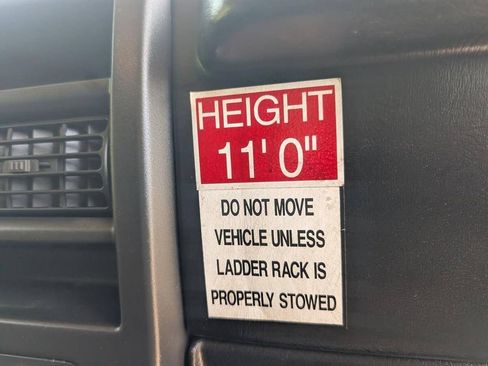 HEIGHT
11' 0"
DO NOT MOVE
VEHICLE UNLESS
LADDER RACK IS
PROPERLY STOWED